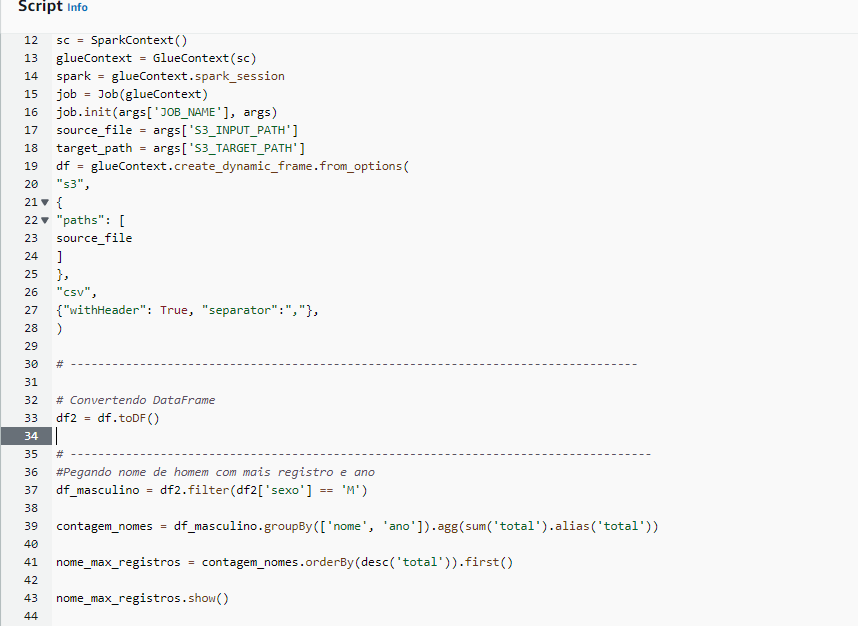 Script Info
12 sc = SparkContext()
13 glueContext = GlueContext(sc)
14 spark = glueContext.spark_session
15 job = Job(glueContext)
16 job.init(args['JOB_NAME'], args)
17 source_file = args['S3_INPUT_PATH']
18 target_path = args['S3_TARGET_PATH']
19 df = glueContext.create_dynamic_frame.from_options(
20 "s3",
21 {
22 "paths": [
23 source_file
24 ]
25 },
26 "csv",
27 {"withHeader": True, "separator":","},
28 )
29
30 # ----------------------------------------------------------------------------------
31
32 # Convertendo DataFrame
33 df2 = df.toDF()
34
35 # ------------------------------------------------------------------------------------
36 #Pegando nome de homem com mais registro e ano
37 df_masculino = df2.filter(df2['sexo'] == 'M')
38
39 contagem_nomes = df_masculino.groupBy(['nome', 'ano']).agg(sum('total').alias('total'))
40
41 nome_max_registros = contagem_nomes.orderBy(desc('total')).first()
42
43 nome_max_registros.show()
44